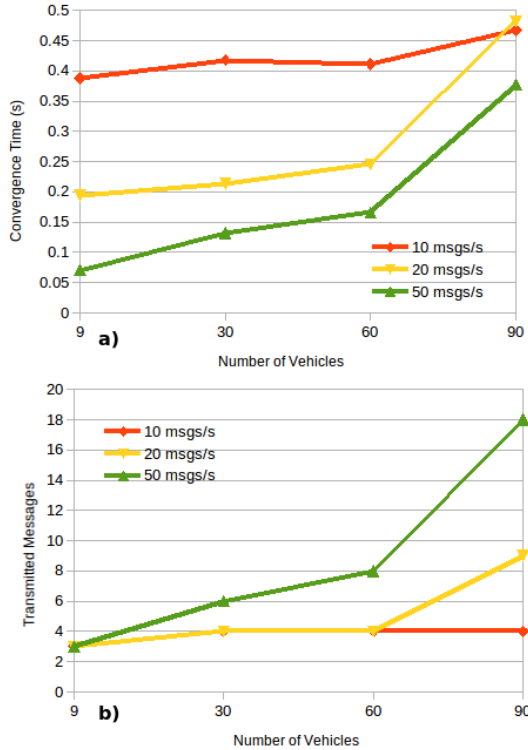 0.5
0.45
0.4
0.35
0.3
0.25
0.2
0.15
0.1
0.05
0
Convergence Time (s)
10 msgs/s
20 msgs/s
50 msgs/s
9 30 60 90
a)
Number of Vehicles
20
18
16
14
12
10
8
6
4
2
0
Transmitted Messages
10 msgs/s
20 msgs/s
50 msgs/s
9 30 60 90
b)
Number of Vehicles